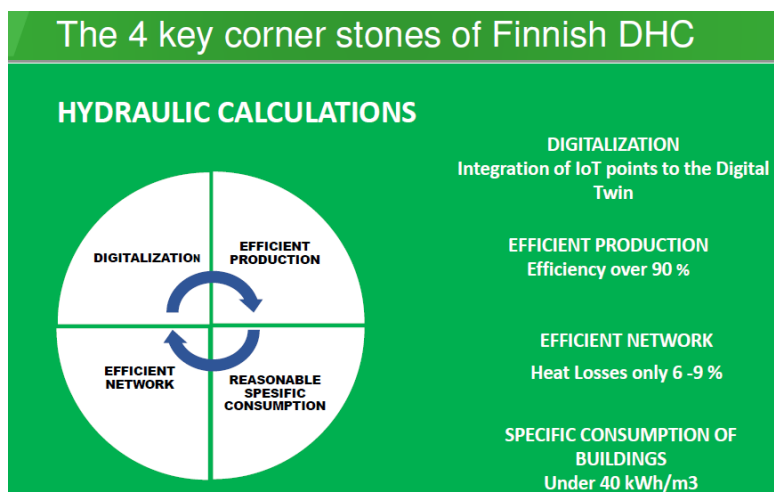 The 4 key corner stones of Finnish DHC
HYDRAULIC CALCULATIONS
DIGITALIZATION
EFFICIENT
PRODUCTION
EFFICIENT
NETWORK
REASONABLE
SPESIFIC
CONSUMPTION
DIGITALIZATION
Integration of IoT points to the Digital
Twin
EFFICIENT PRODUCTION
Efficiency over 90 %
EFFICIENT NETWORK
Heat Losses only 6 -9 %
SPECIFIC CONSUMPTION OF
BUILDINGS
Under 40 kWh/m3